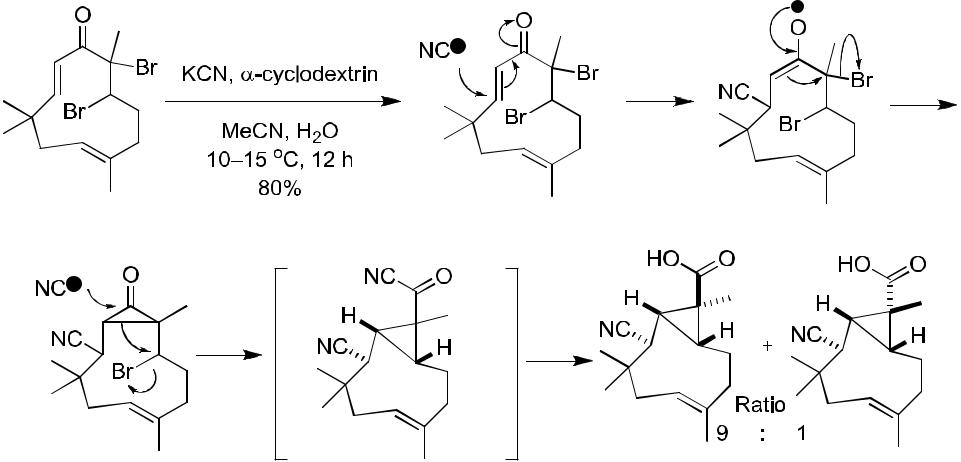 O
Br
Br
KCN, α-cyclodextrin
MeCN, H2O
10–15 °C, 12 h
80%
NC
O
Br
Br
O
NC
Br
Br
NC
O
NC
Br
NC
O
H
NC
H
HO
O
H
NC
H
+
HO
O
H
NC
H
Ratio
9 : 1